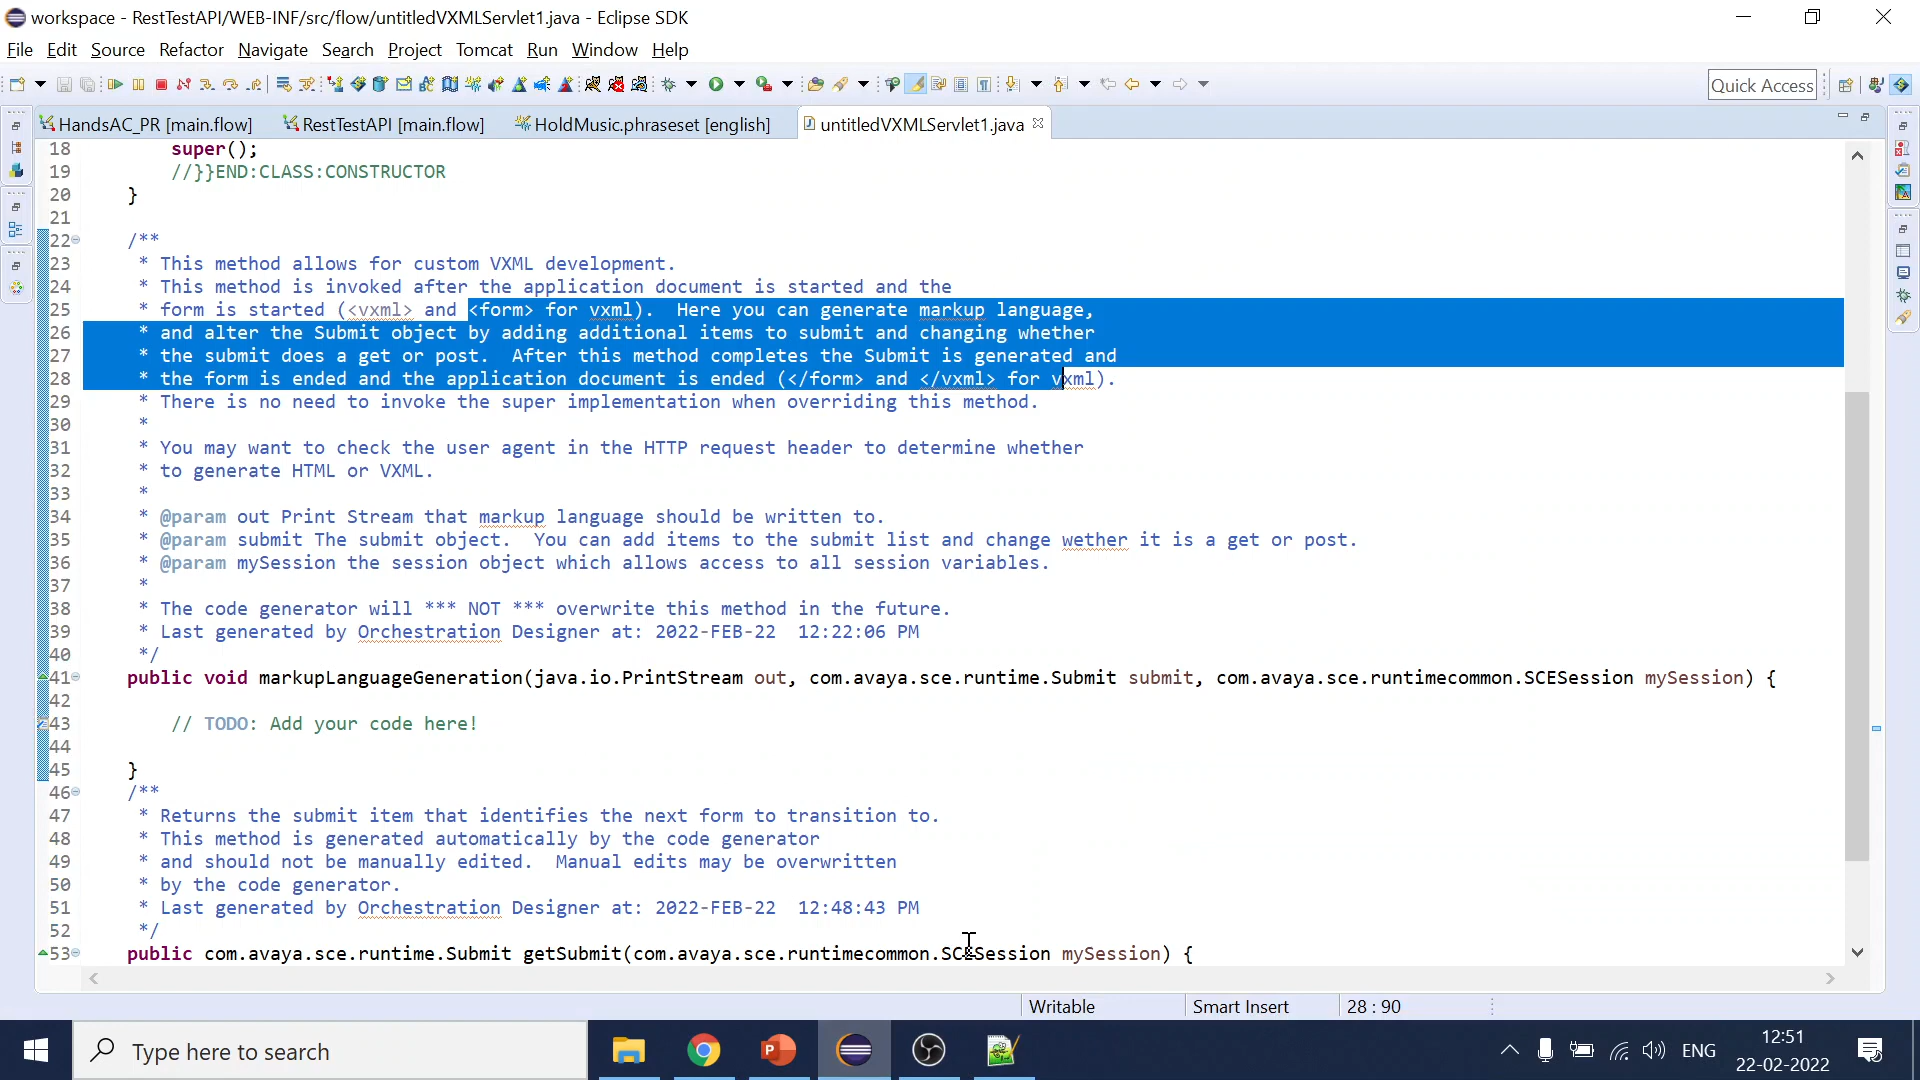 workspace - RestTestAPI/WEB-INF/src/flow/untitledVXMLServlet1.java - Eclipse SDK
File Edit Source Refactor Navigate Search Project Tomcat Run Window Help
Quick Access
HandsAC_PR [main.flow] RestTestAPI [main.flow] HoldMusic.phraseset [english] untitledVXMLServlet1.java
18 super();
19 //}}END:CLASS:CONSTRUCTOR
20 }
21
22 /**
23 * This method allows for custom VXML development.
24 * This method is invoked after the application document is started and the
25 * form is started (<vxml> and <form> for vxml).  Here you can generate markup language,
26 * and alter the Submit object by adding additional items to submit and changing whether
27 * the submit does a get or post.  After this method completes the Submit is generated and
28 * the form is ended and the application document is ended (</form> and </vxml> for vxml).
29 * There is no need to invoke the super implementation when overriding this method.
30 *
31 * You may want to check the user agent in the HTTP request header to determine whether
32 * to generate HTML or VXML.
33 *
34 * @param out Print Stream that markup language should be written to.
35 * @param submit The submit object.  You can add items to the submit list and change wether it is a get or post.
36 * @param mySession the session object which allows access to all session variables.
37 *
38 * The code generator will *** NOT *** overwrite this method in the future.
39 * Last generated by Orchestration Designer at: 2022-FEB-22  12:22:06 PM
40 */
41 public void markupLanguageGeneration(java.io.PrintStream out, com.avaya.sce.runtime.Submit submit, com.avaya.sce.runtimecommon.SCESession mySession) {
42
43 // TODO: Add your code here!
44
45 }
46 /**
47 * Returns the submit item that identifies the next form to transition to.
48 * This method is generated automatically by the code generator
49 * and should not be manually edited.  Manual edits may be overwritten
50 * by the code generator.
51 * Last generated by Orchestration Designer at: 2022-FEB-22  12:48:43 PM
52 */
53 public com.avaya.sce.runtime.Submit getSubmit(com.avaya.sce.runtimecommon.SCESession mySession) {
Writable Smart Insert 28 : 90
Type here to search
ENG
12:51
22-02-2022